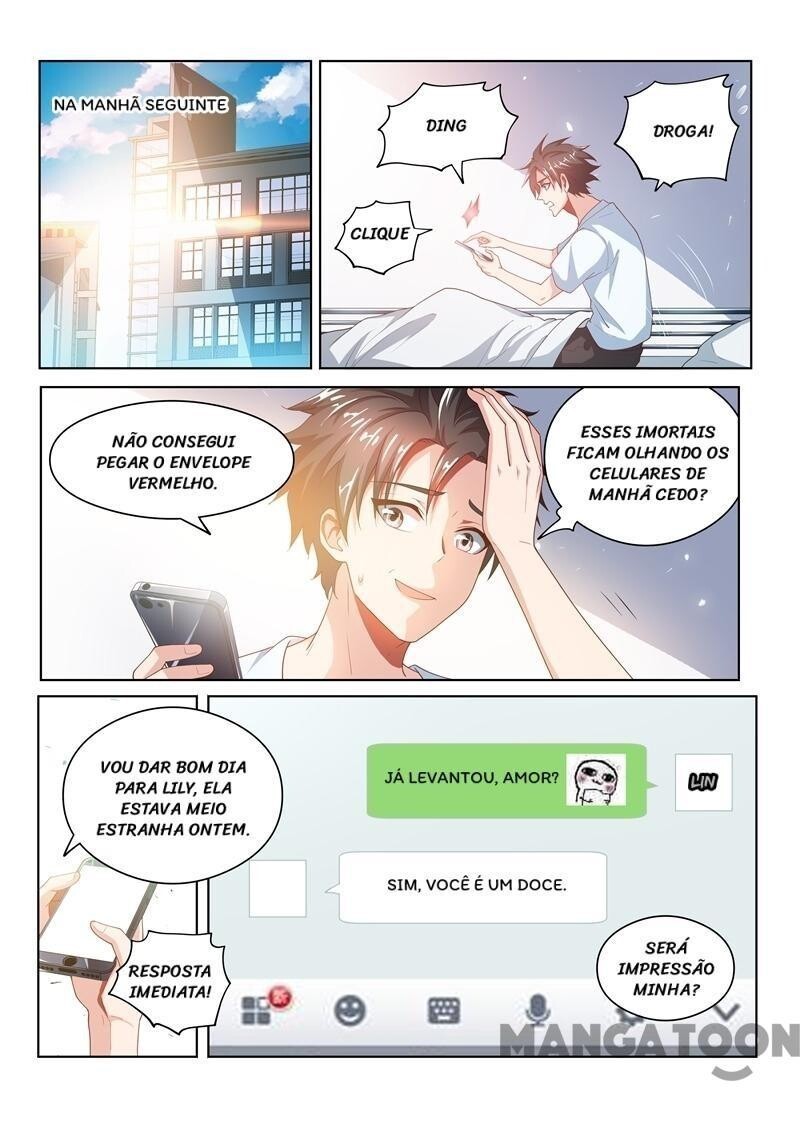 NA MANHÃ SEGUINTE
DING
DROGA!
CLIQUE
NÃO CONSEGUI
PEGAR O ENVELOPE
VERMELHO.
ESSES IMORTAIS
FICAM OLHANDO OS
CELULARES DE
MANHÃ CEDO?
VOU DAR BOM DIA
PARA LILY, ELA
ESTAVA MEIO
ESTRANHA ONTEM.
JÁ LEVANTOU, AMOR?
LIN
SIM, VOCÊ É UM DOCE.
RESPOSTA
IMEDIATA!
SERÁ
IMPRESSÃO
MINHA?
MANGATOON